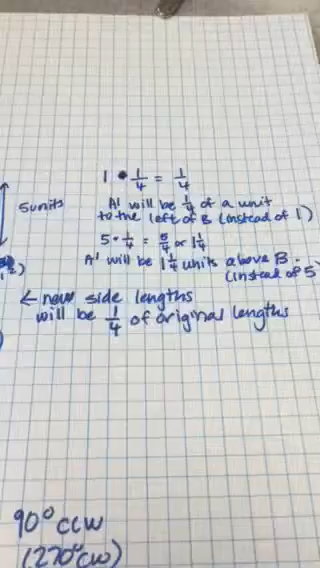 1 • 1/4 = 1/4
5 units
A' will be 1/4 of a unit
to the left of B (instead of 1)
5 • 1/4 = 5/4 or 1 1/4
A' will be 1 1/4 units above B.
(instead of 5
← new side lengths
will be 1/4 of original lengths
90° CCW
(270° CW)